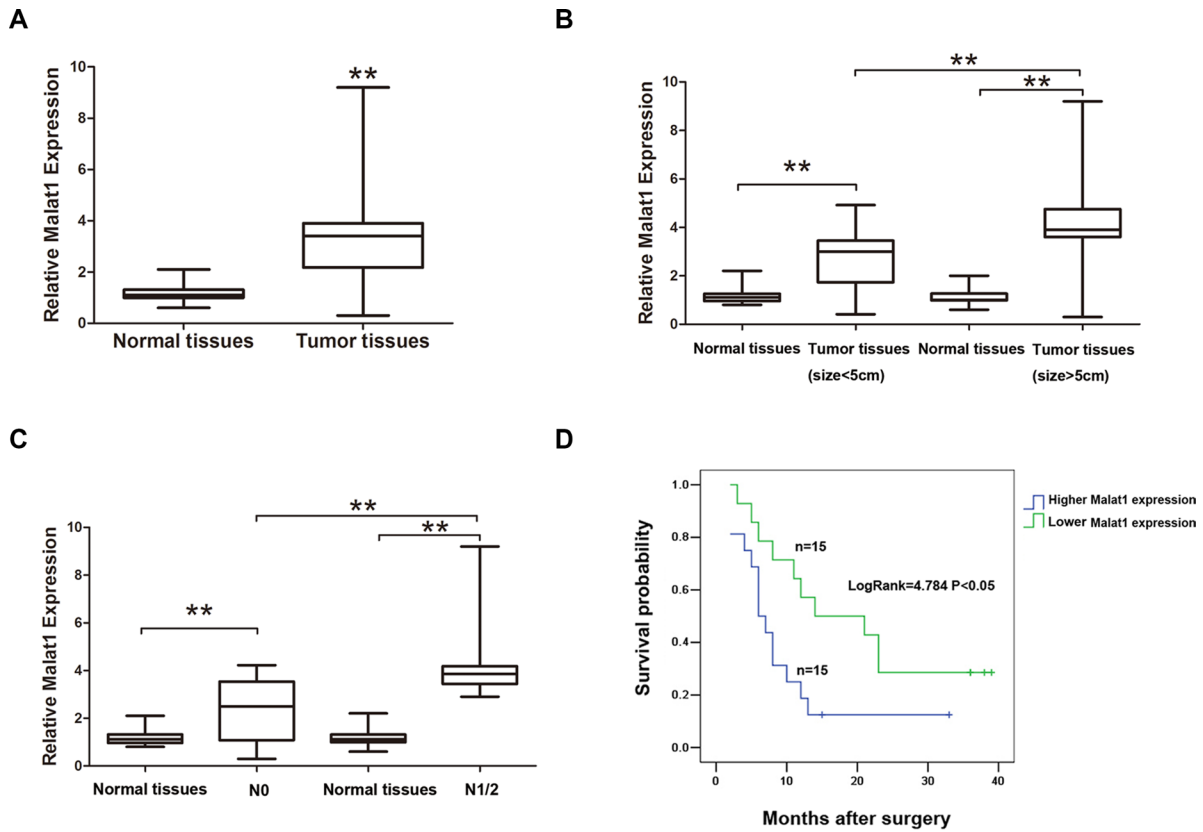 A
Relative Malat1 Expression
10
8
6
4
2
0
**
Normal tissues
Tumor tissues
B
Relative Malat1 Expression
10
8
6
4
2
0
**
**
**
Normal tissues
Tumor tissues
(size<5cm)
Normal tissues
Tumor tissues
(size>5cm)
C
Relative Malat1 Expression
10
8
6
4
2
0
**
**
**
Normal tissues
N0
Normal tissues
N1/2
D
Survival probability
1.0
0.8
0.6
0.4
0.2
0.0
n=15
LogRank=4.784 P<0.05
n=15
0
10
20
30
40
Months after surgery
Higher Malat1 expression
Lower Malat1 expression